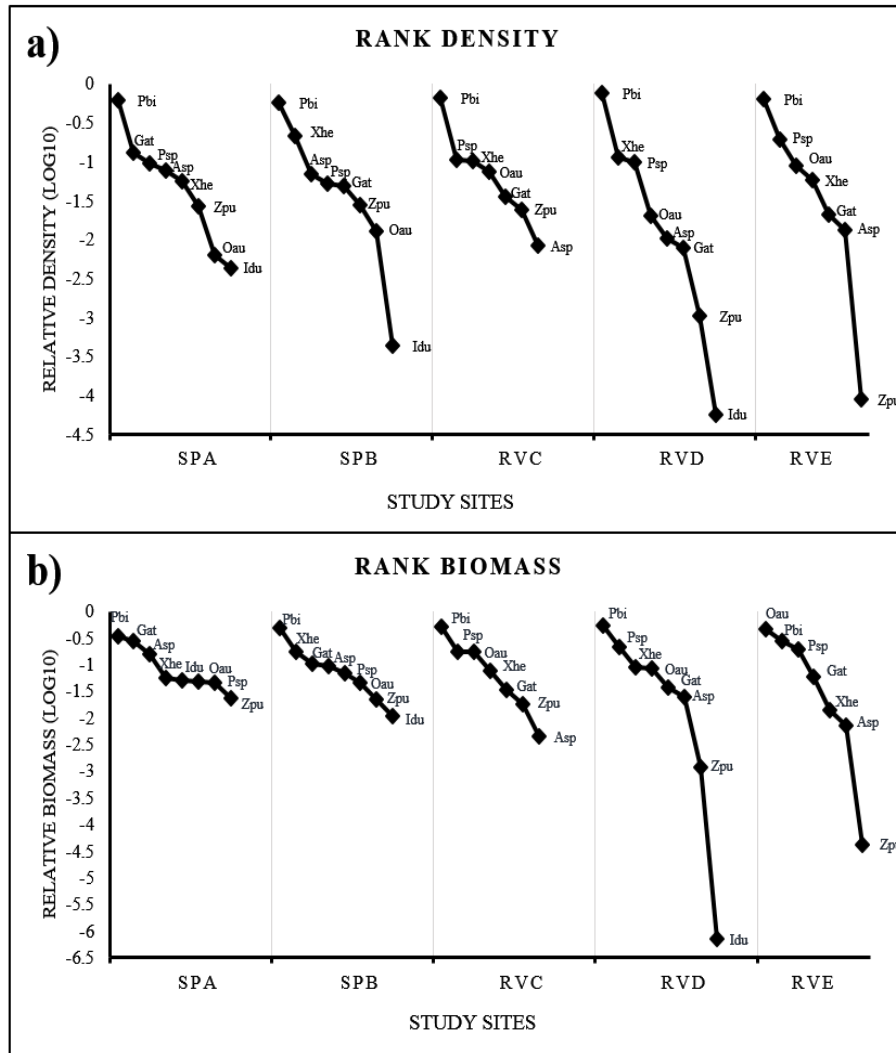 a)
RANK DENSITY
RELATIVE DENSITY (LOG10)
0
-0.5
-1
-1.5
-2
-2.5
-3
-3.5
-4
-4.5
Pbi
Gat
Psp
Asp
Xhe
Zpu
Oau
Idu
Pbi
Xhe
Asp
Psp
Gat
Zpu
Oau
Idu
Pbi
Psp
Xhe
Oau
Gat
Zpu
Asp
Pbi
Xhe
Psp
Oau
Asp
Gat
Zpu
Idu
Pbi
Psp
Oau
Xhe
Gat
Asp
Zpu
SPA SPB RVC RVD RVE
STUDY SITES
b)
RANK BIOMASS
RELATIVE BIOMASS (LOG10)
0
-0.5
-1
-1.5
-2
-2.5
-3
-3.5
-4
-4.5
-5
-5.5
-6
-6.5
Pbi
Gat
Asp
Xhe
Idu
Oau
Psp
Zpu
Pbi
Xhe
Gat
Asp
Psp
Oau
Zpu
Idu
Pbi
Psp
Oau
Xhe
Gat
Zpu
Asp
Pbi
Psp
Xhe
Oau
Gat
Asp
Zpu
Idu
Oau
Pbi
Psp
Gat
Xhe
Asp
Zpu
SPA SPB RVC RVD RVE
STUDY SITES